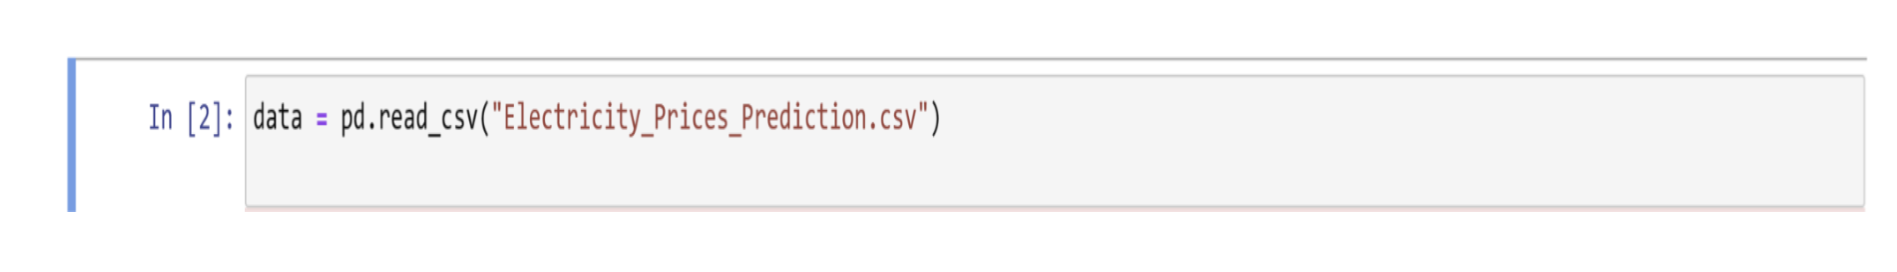 In [2]: data = pd.read_csv("Electricity_Prices_Prediction.csv")